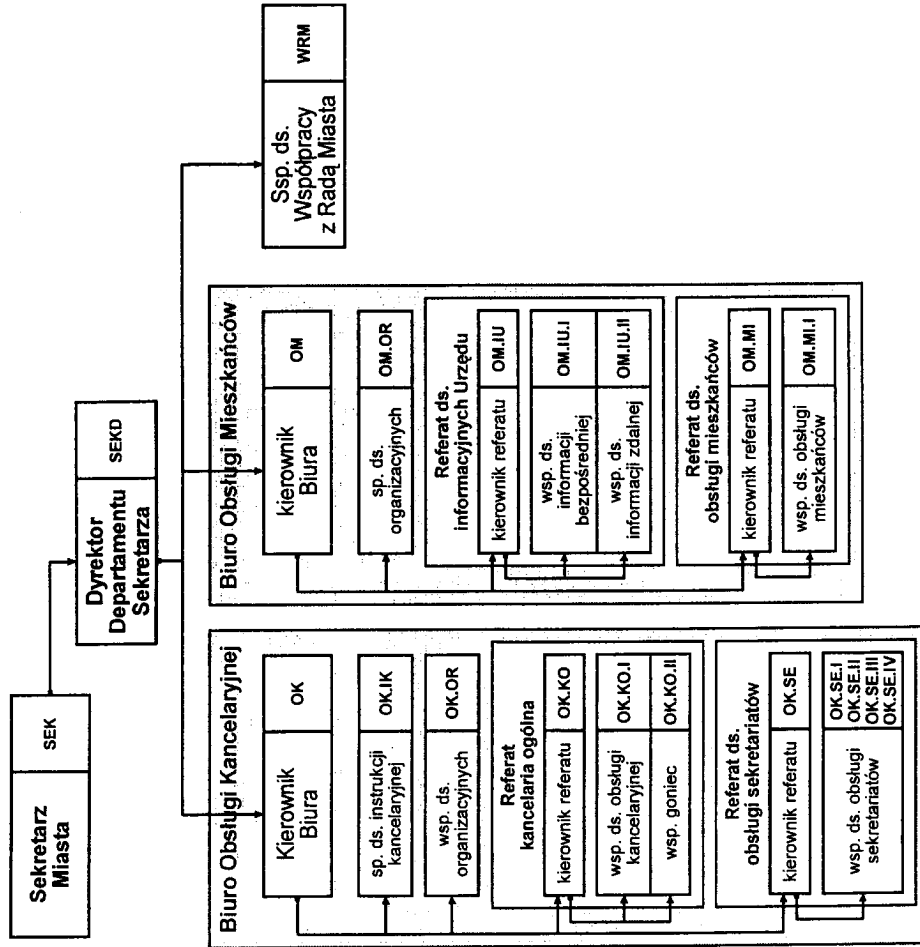 Sekretarz
Miasta
SEK
Dyrektor
Departamentu
Sekretarza
SEKD
Biuro Obsługi Kancelaryjnej
Kierownik
Biura
OK
sp. ds. instrukcji
kancelaryjnej
OK.IK
wsp. ds.
organizacyjnych
OK.OR
Referat
kancelaria ogólna
kierownik referatu
OK.KO
wsp. ds. obsługi
kancelaryjnej
OK.KO.I
wsp. goniec
OK.KO.II
Referat ds.
obsługi sekretariatów
kierownik referatu
OK.SE
wsp. ds. obsługi
sekretariatów
OK.SE.I
OK.SE.II
OK.SE.III
OK.SE.IV
Biuro Obsługi Mieszkańców
kierownik
Biura
OM
sp. ds.
organizacyjnych
OM.OR
Referat ds.
informacyjnych Urzędu
kierownik referatu
OM.IU
wsp. ds.
informacji
bezpośredniej
OM.IU.I
wsp. ds.
informacji zdalnej
OM.IU.II
Referat ds.
obsługi mieszkańców
kierownik referatu
OM.MI
wsp. ds. obsługi
mieszkańców
OM.MI.I
Ssp. ds.
Współpracy
z Radą Miasta
WRM